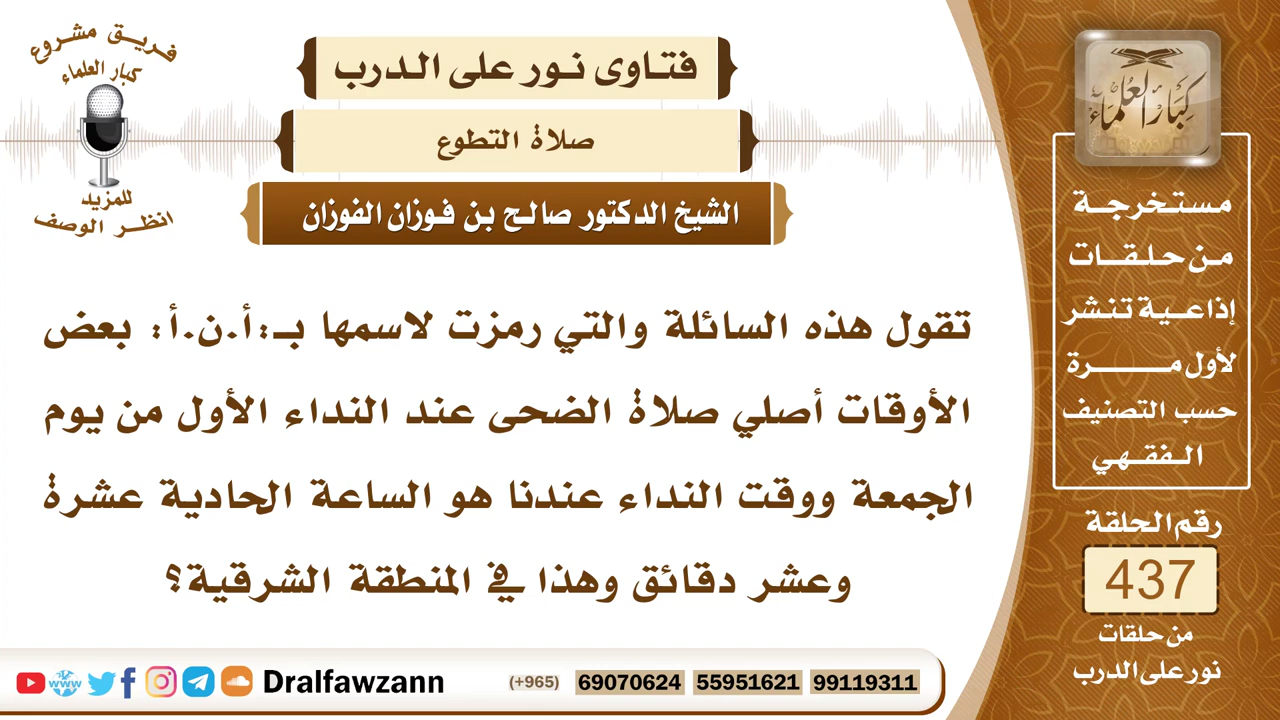 فريق مشروع
كبار العلماء
للمزيد
انظر الوصف
فتاوى نور على الدرب
صلاة التطوع
الشيخ الدكتور صالح بن فوزان الفوزان
تقول هذه السائلة والتي رمزت لاسمها بـ:أ.ن.أ: بعض
الأوقات أصلي صلاة الضحى عند النداء الأول من يوم
الجمعة ووقت النداء عندنا هو الساعة الحادية عشرة
وعشر دقائق وهذا في المنطقة الشرقية؟
كبار العلماء
مستخرجة
من حلقات
إذاعية تنشر
لأول مرة
حسب التصنيف
الفقهي
رقم الحلقة
437
من حلقات
نور على الدرب
www
Dralfawzann
(+965) 69070624 55951621 99119311